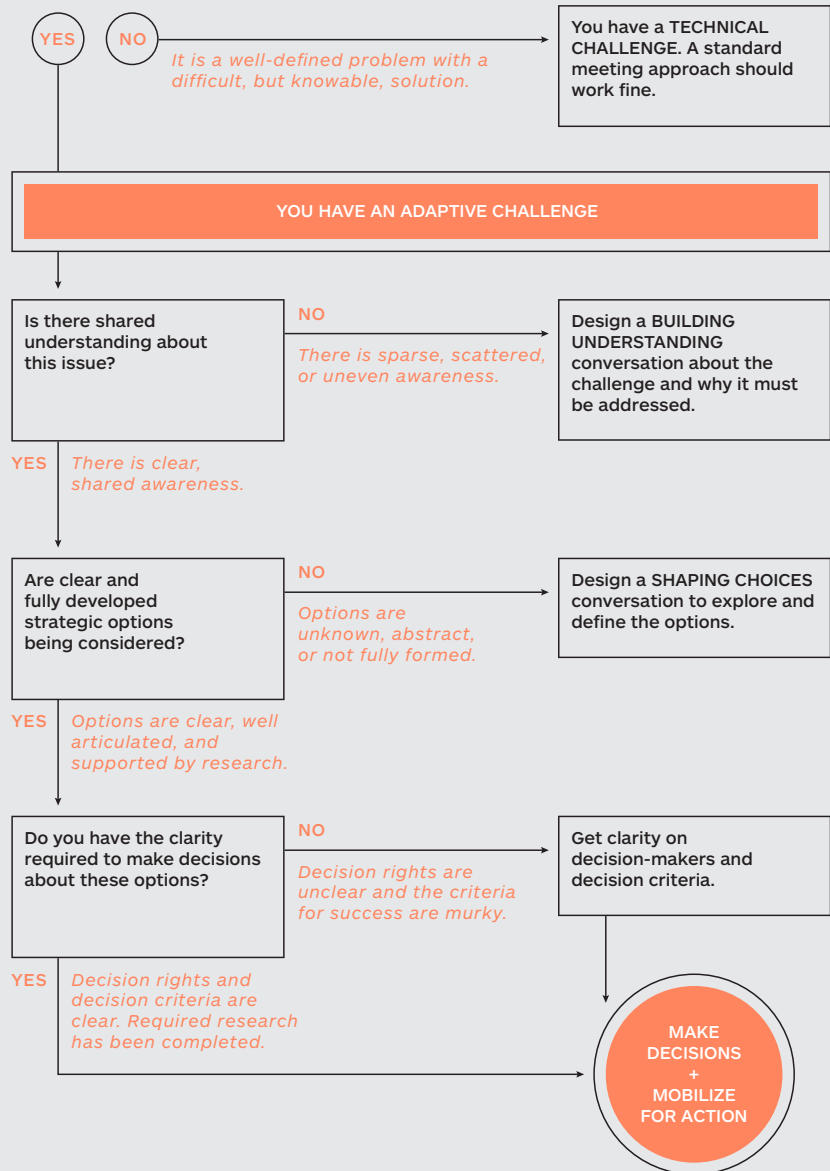 YES
NO
It is a well-defined problem with a
difficult, but knowable, solution.
You have a TECHNICAL
CHALLENGE. A standard
meeting approach should
work fine.
YOU HAVE AN ADAPTIVE CHALLENGE
Is there shared
understanding about
this issue?
NO
There is sparse, scattered,
or uneven awareness.
Design a BUILDING
UNDERSTANDING
conversation about the
challenge and why it must
be addressed.
YES
There is clear,
shared awareness.
Are clear and
fully developed
strategic options
being considered?
NO
Options are
unknown, abstract,
or not fully formed.
Design a SHAPING CHOICES
conversation to explore and
define the options.
YES
Options are clear, well
articulated, and
supported by research.
Do you have the clarity
required to make decisions
about these options?
NO
Decision rights are
unclear and the criteria
for success are murky.
Get clarity on
decision-makers and
decision criteria.
YES
Decision rights and
decision criteria are
clear. Required research
has been completed.
MAKE
DECISIONS
+
MOBILIZE
FOR ACTION